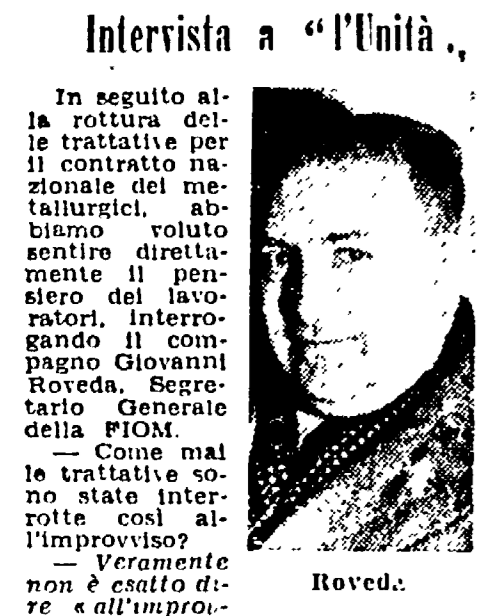 Intervista a “l'Unità „
In seguito al-
la rottura del-
le trattative per
il contratto na-
zionale dei me-
tallurgici, ab-
biamo voluto
sentire diretta-
mente il pen-
siero dei lavo-
ratori, interro-
gando il com-
pagno Giovanni
Roveda, Segre-
tario Generale
della FIOM.
— Come mai
le trattative so-
no state inter-
rotte così al-
l'improvviso?
— Veramente
non è esatto di-
re « all'improv-
Roveda